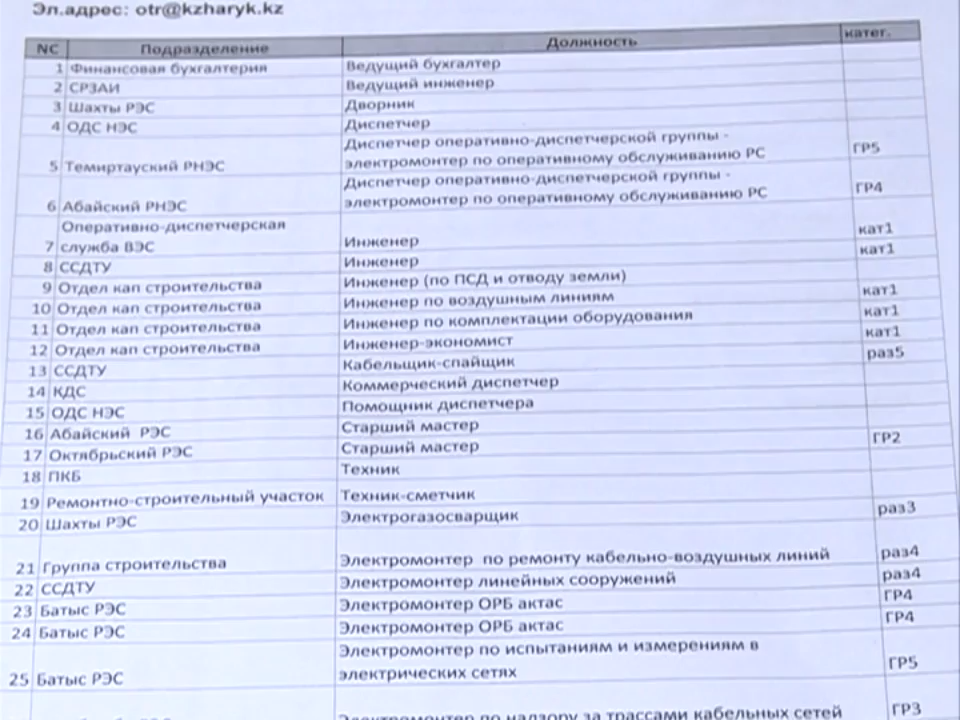 Эл.адрес: otr@kzharyk.kz
NC Подразделение Должность катег.
1 Финансовая бухгалтерия Ведущий бухгалтер
2 СРЗАИ Ведущий инженер
3 Шахты РЭС Дворник
4 ОДС НЭС Диспетчер
5 Темиртауский РНЭС Диспетчер оперативно-диспетчерской группы -
электромонтер по оперативному обслуживанию РС ГР5
6 Абайский РНЭС Диспетчер оперативно-диспетчерской группы -
электромонтер по оперативному обслуживанию РС ГР4
Оперативно-диспетчерская
7 служба ВЭС Инженер кат1
8 ССДТУ Инженер кат1
9 Отдел кап строительства Инженер (по ПСД и отводу земли)
10 Отдел кап строительства Инженер по воздушным линиям кат1
11 Отдел кап строительства Инженер по комплектации оборудования кат1
12 Отдел кап строительства Инженер-экономист кат1
13 ССДТУ Кабельщик-спайщик раз5
14 КДС Коммерческий диспетчер
15 ОДС НЭС Помощник диспетчера
16 Абайский РЭС Старший мастер
17 Октябрьский РЭС Старший мастер ГР2
18 ПКБ Техник
19 Ремонтно-строительный участок Техник-сметчик
20 Шахты РЭС Электрогазосварщик раз3
21 Группа строительства Электромонтер по ремонту кабельно-воздушных линий раз4
22 ССДТУ Электромонтер линейных сооружений раз4
23 Батыс РЭС Электромонтер ОРБ актас ГР4
24 Батыс РЭС Электромонтер ОРБ актас ГР4
Электромонтер по испытаниям и измерениям в
25 Батыс РЭС электрических сетях ГР5
Электромонтер по надзору за трассами кабельных сетей ГР3